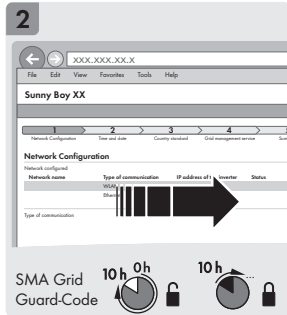 2
XXX.XXX.XX.X
File Edit View Favorites Tools Help
Sunny Boy XX
1 2 3 4
Network Configuration Time and date Country standard Grid management service
Network Configuration
Network configured
Network name Type of communication IP address of inverter Status
WLAN
Type of communication
10 h 0 h 10 h ...
SMA Grid
Guard-Code